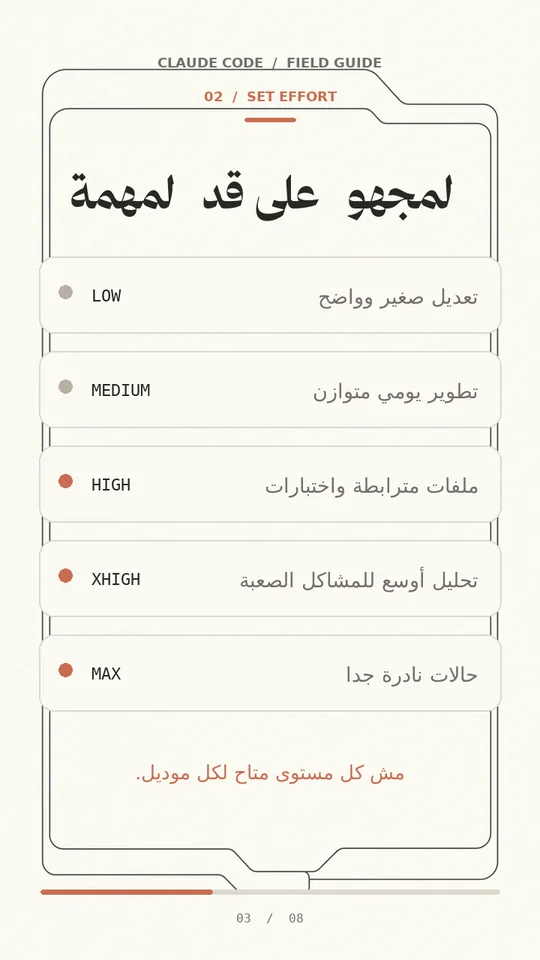 CLAUDE CODE / FIELD GUIDE
02 / SET EFFORT
لمجهو على قد لمهمة
LOW تعديل صغير وواضح
MEDIUM تطوير يومي متوازن
HIGH ملفات مترابطة واختبارات
XHIGH تحليل أوسع للمشاكل الصعبة
MAX حالات نادرة جدا
مش كل مستوى متاح لكل موديل.
03 / 08